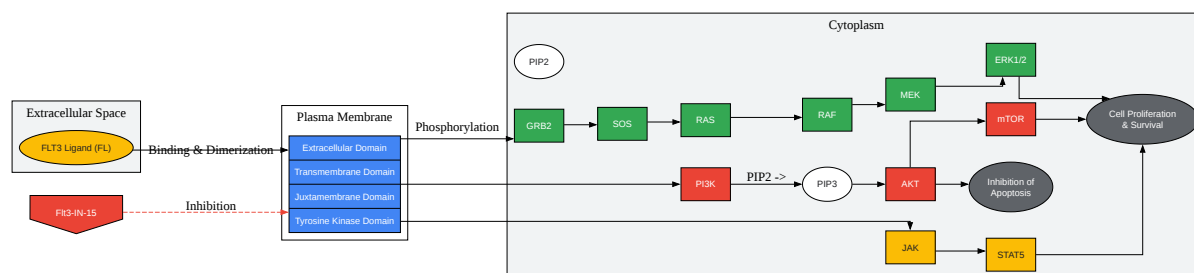 Cytoplasm
PIP2
ERK1/2
MEK
Extracellular Space
FLT3 Ligand (FL)
Binding & Dimerization
Plasma Membrane
Extracellular Domain
Transmembrane Domain
Juxtamembrane Domain
Tyrosine Kinase Domain
Phosphorylation
GRB2
SOS
RAS
RAF
mTOR
Cell Proliferation
& Survival
PI3K
PIP2 ->
PIP3
AKT
Inhibition of
Apoptosis
Flt3-IN-15
Inhibition
JAK
STAT5